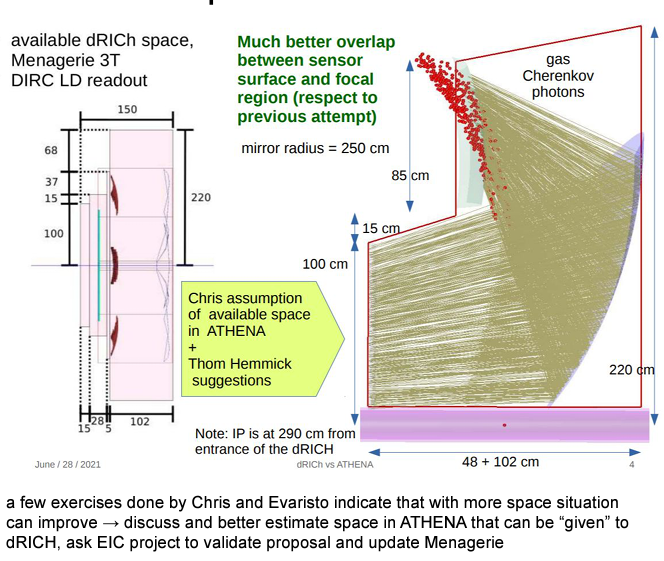 available dRICh space,
Menagerie 3T
DIRC LD readout
150
68
37
15
100
220
15
28
5
102
Much better overlap
between sensor
surface and focal
region (respect to
previous attempt)
mirror radius = 250 cm
gas
Cherenkov
photons
85 cm
15 cm
100 cm
220 cm
Chris assumption
of available space
in ATHENA
+
Thom Hemmick
suggestions
Note: IP is at 290 cm from
entrance of the dRICH
48 + 102 cm
June / 28 / 2021
dRICh vs ATHENA
4
a few exercises done by Chris and Evaristo indicate that with more space situation
can improve → discuss and better estimate space in ATHENA that can be “given” to
dRICH, ask EIC project to validate proposal and update Menagerie